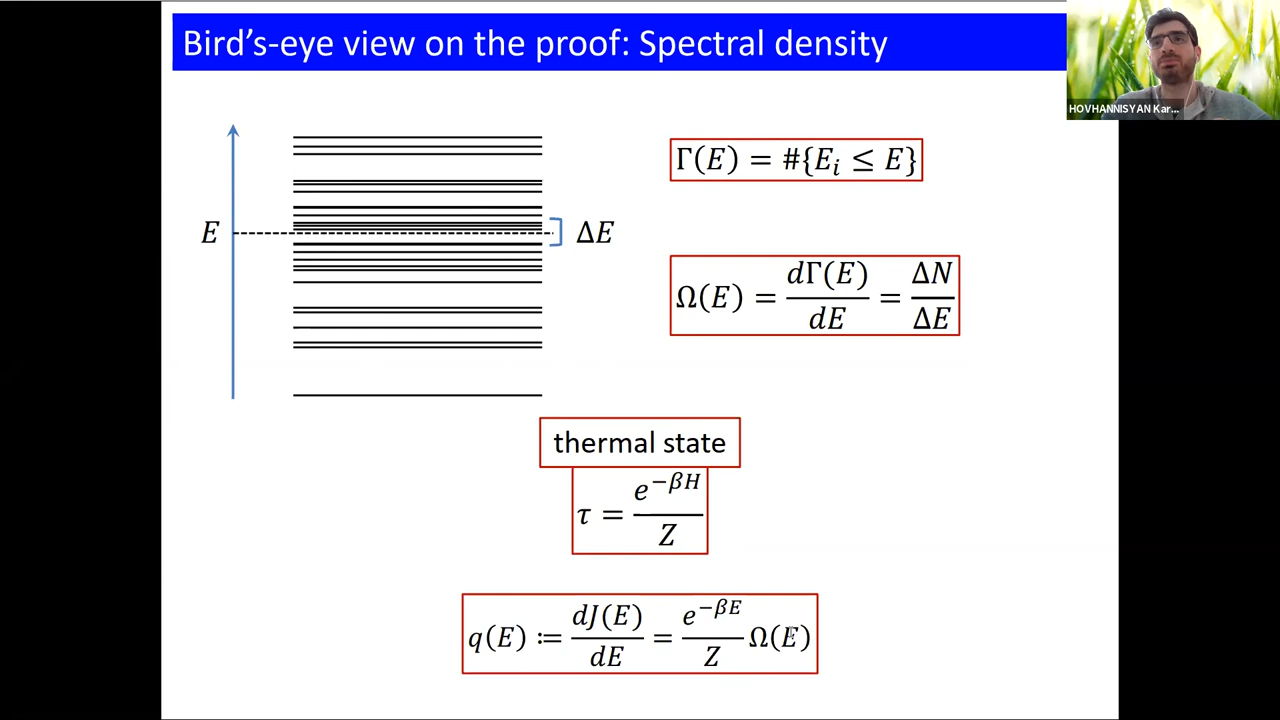 Bird's-eye view on the proof: Spectral density
HOVHANNISYAN Kar...
E
ΔE
Γ(E) = #{E_i ≤ E}
Ω(E) = dΓ(E)/dE = ΔN/ΔE
thermal state
τ = e^{-βH}/Z
q(E) ≔ dJ(E)/dE = e^{-βE}/Z Ω(E)